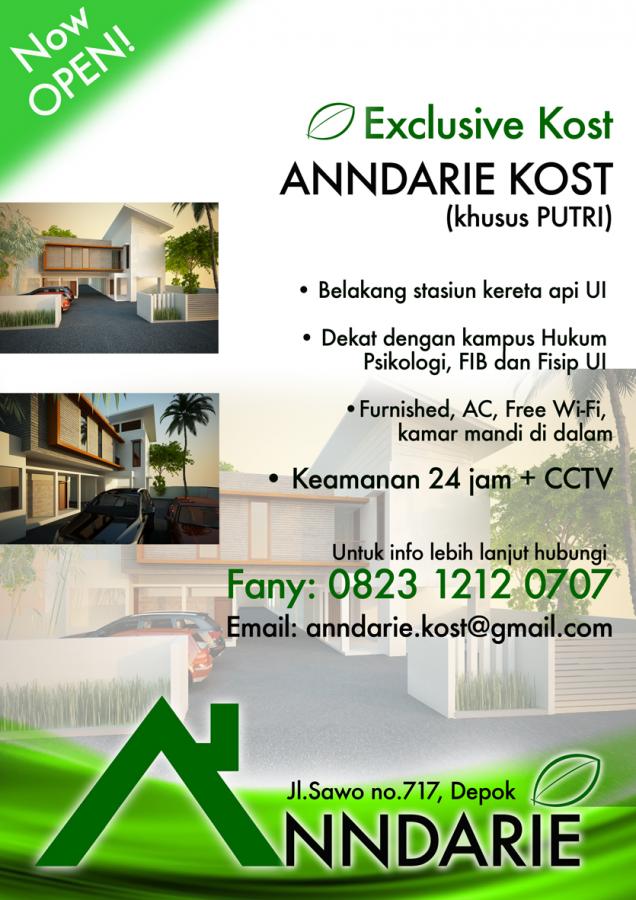 Now
OPEN!
Exclusive Kost
ANNDARIE KOST
(khusus PUTRI)
• Belakang stasiun kereta api UI
• Dekat dengan kampus Hukum
Psikologi, FIB dan Fisip UI
•Furnished, AC, Free Wi-Fi,
kamar mandi di dalam
• Keamanan 24 jam + CCTV
Untuk info lebih lanjut hubungi
Fany: 0823 1212 0707
Email: anndarie.kost@gmail.com
Jl.Sawo no.717, Depok
ANNDARIE